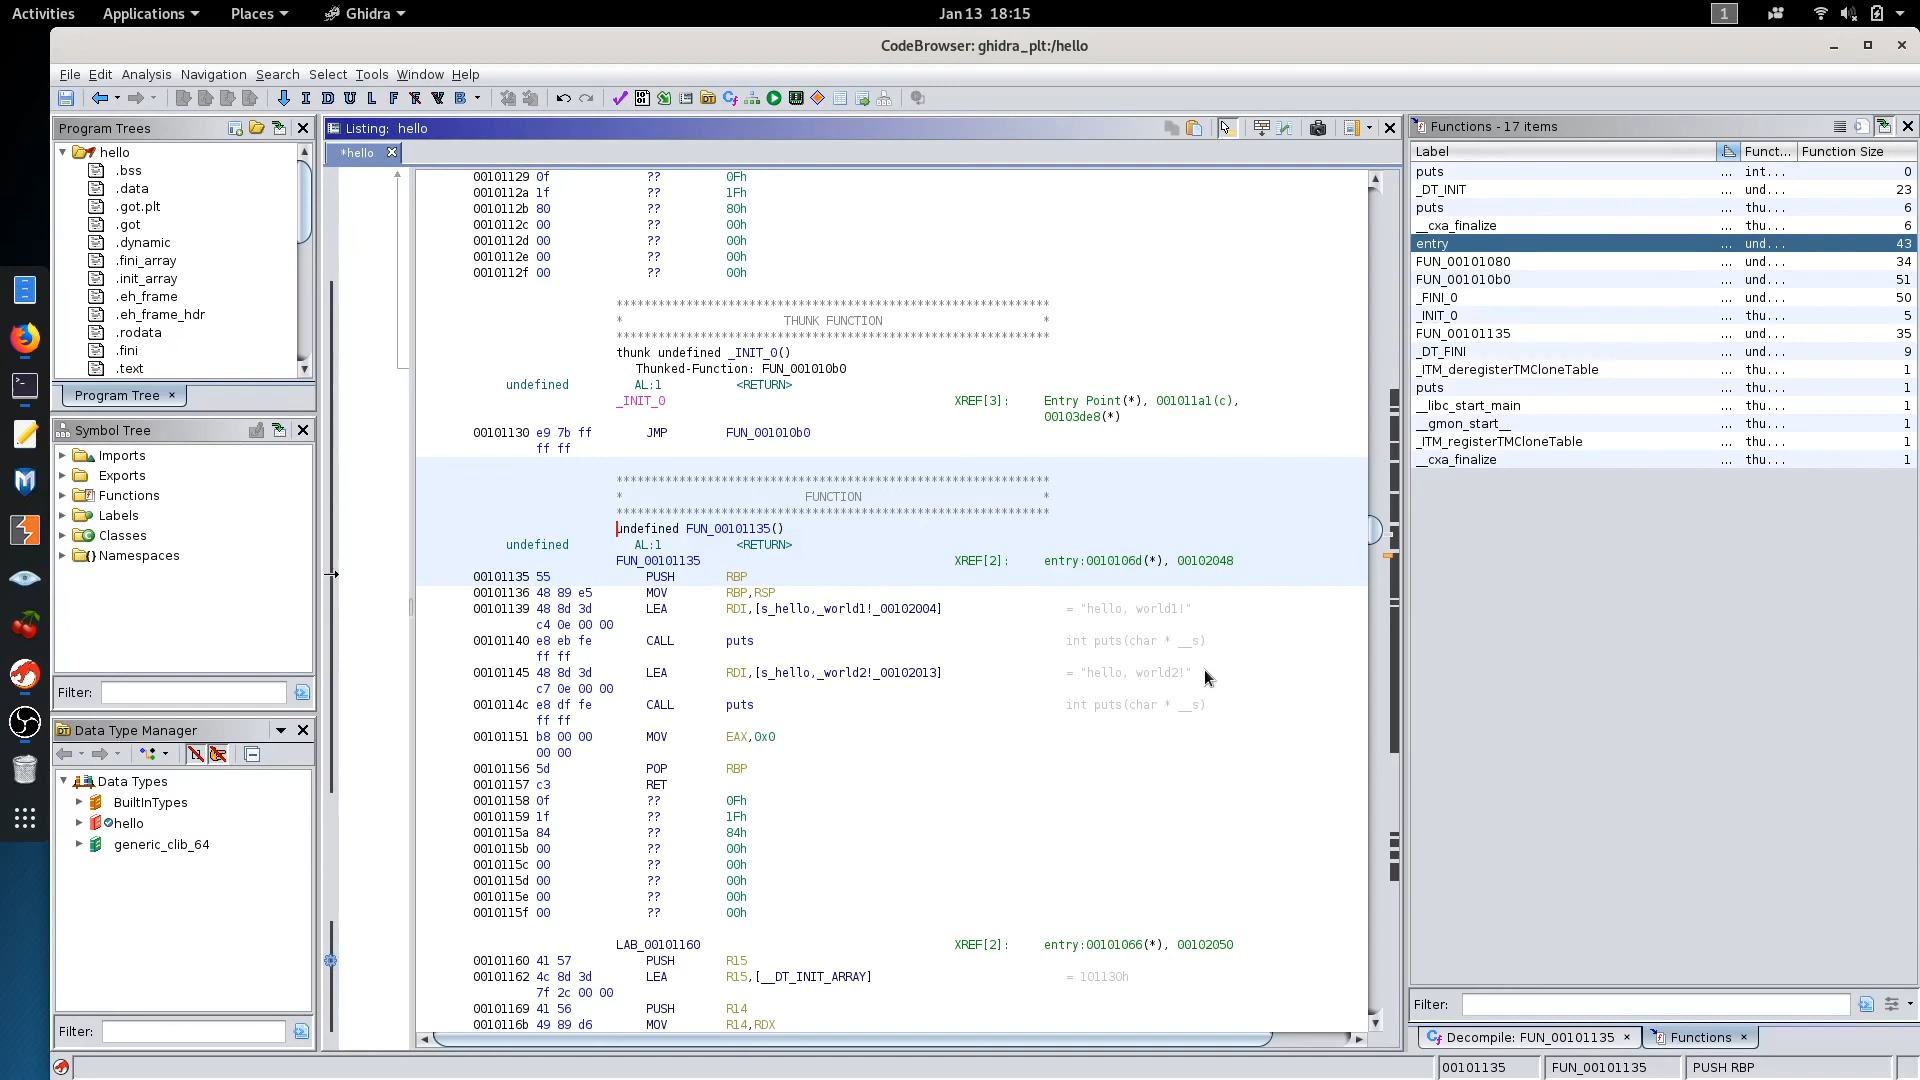 Activities Applications Places Ghidra Jan 13 18:15 1
CodeBrowser: ghidra_plt:/hello
File Edit Analysis Navigation Search Select Tools Window Help
I D U L F B
Program Trees
hello
.bss
.data
.got.plt
.got
.dynamic
.fini_array
.init_array
.eh_frame
.eh_frame_hdr
.rodata
.fini
.text
Program Tree ×
Symbol Tree
Imports
Exports
Functions
Labels
Classes
Namespaces
Filter:
Data Type Manager
Data Types
BuiltInTypes
hello
generic_clib_64
Filter:
Listing: hello
*hello
00101129 0f ?? 0Fh
0010112a 1f ?? 1Fh
0010112b 80 ?? 80h
0010112c 00 ?? 00h
0010112d 00 ?? 00h
0010112e 00 ?? 00h
0010112f 00 ?? 00h
**************************************************************
* THUNK FUNCTION *
**************************************************************
thunk undefined _INIT_0()
Thunked-Function: FUN_001010b0
undefined AL:1 <RETURN>
_INIT_0 XREF[3]: Entry Point(*), 001011a1(c),
00103de8(*)
00101130 e9 7b ff JMP FUN_001010b0
ff ff
**************************************************************
* FUNCTION *
**************************************************************
undefined FUN_00101135()
undefined AL:1 <RETURN>
FUN_00101135 XREF[2]: entry:0010106d(*), 00102048
00101135 55 PUSH RBP
00101136 48 89 e5 MOV RBP,RSP
00101139 48 8d 3d LEA RDI,[s_hello,_world1!_00102004] = "hello, world1!"
c4 0e 00 00
00101140 e8 eb fe CALL puts int puts(char * __s)
ff ff
00101145 48 8d 3d LEA RDI,[s_hello,_world2!_00102013] = "hello, world2!"
c7 0e 00 00
0010114c e8 df fe CALL puts int puts(char * __s)
ff ff
00101151 b8 00 00 MOV EAX,0x0
00 00
00101156 5d POP RBP
00101157 c3 RET
00101158 0f ?? 0Fh
00101159 1f ?? 1Fh
0010115a 84 ?? 84h
0010115b 00 ?? 00h
0010115c 00 ?? 00h
0010115d 00 ?? 00h
0010115e 00 ?? 00h
0010115f 00 ?? 00h
LAB_00101160 XREF[2]: entry:00101066(*), 00102050
00101160 41 57 PUSH R15
00101162 4c 8d 3d LEA R15,[__DT_INIT_ARRAY] = 101130h
7f 2c 00 00
00101169 41 56 PUSH R14
0010116b 49 89 d6 MOV R14,RDX
Functions - 17 items
Label Funct... Function Size
puts ... int... 0
_DT_INIT ... und... 23
puts ... thu... 6
__cxa_finalize ... thu... 6
entry ... und... 43
FUN_00101080 ... und... 34
FUN_001010b0 ... und... 51
_FINI_0 ... und... 50
_INIT_0 ... thu... 5
FUN_00101135 ... und... 35
_DT_FINI ... und... 9
_ITM_deregisterTMCloneTable ... thu... 1
puts ... thu... 1
__libc_start_main ... thu... 1
__gmon_start__ ... thu... 1
_ITM_registerTMCloneTable ... thu... 1
__cxa_finalize ... thu... 1
Filter:
Decompile: FUN_00101135 × Functions ×
00101135 FUN_00101135 PUSH RBP